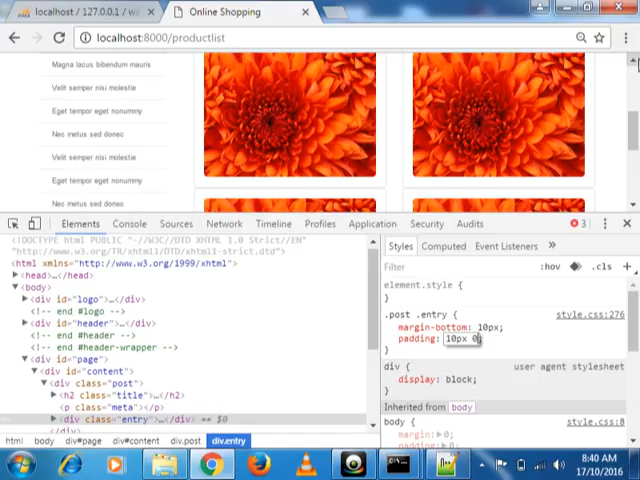 localhost / 127.0.0.1 / w
Online Shopping
localhost:8000/productlist
Magna lacus bibendum mauris
Velit semper nisi molestie
Eget tempor eget nonummy
Nec metus sed donec
Velit semper nisi molestie
Eget tempor eget nonummy
Nec metus sed donec
Elements Console Sources Network Timeline Profiles Application Security Audits 3
<!DOCTYPE html PUBLIC "-//W3C//DTD XHTML 1.0 Strict//EN"
"http://www.w3.org/TR/xhtml1/DTD/xhtml1-strict.dtd">
<html xmlns="http://www.w3.org/1999/xhtml">
<head>…</head>
<body>
<div id="logo">…</div>
<!-- end #logo -->
<div id="header">…</div>
<!-- end #header -->
<!-- end #header-wrapper -->
<div id="page">
<div id="content">
<div class="post">
<h2 class="title">…</h2>
<p class="meta"></p>
<div class="entry">…</div> == $0
</div>
html body div#page div#content div.post div.entry
Styles Computed Event Listeners »
Filter :hov .cls +
element.style {
}
.post .entry { style.css:276
margin-bottom: 10px;
padding: 10px 0;
}
div { user agent stylesheet
display: block;
}
Inherited from body
body { style.css:8
margin: 0;
padding: 0;
8:40 AM
17/10/2016